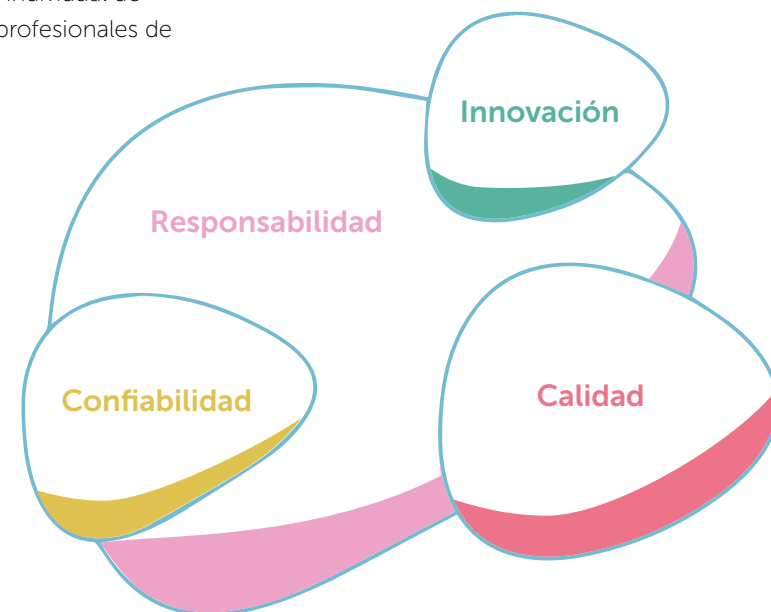 profesionales de
Innovación
Responsabilidad
Calidad
Confiabilidad